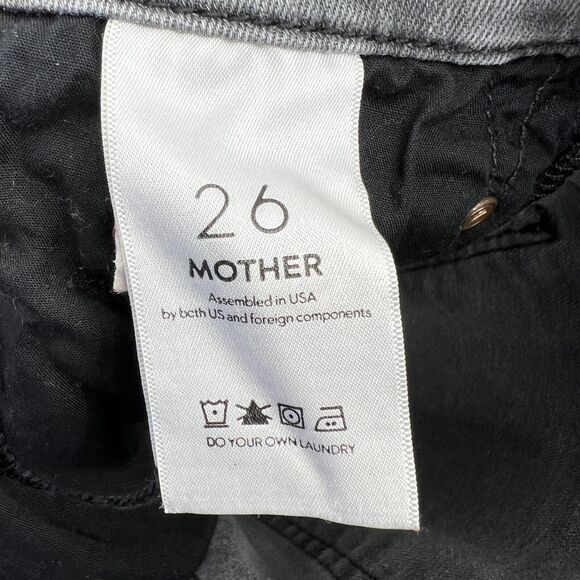 26
MOTHER
Assembled in USA
by both US and foreign components
DO YOUR OWN LAUNDRY